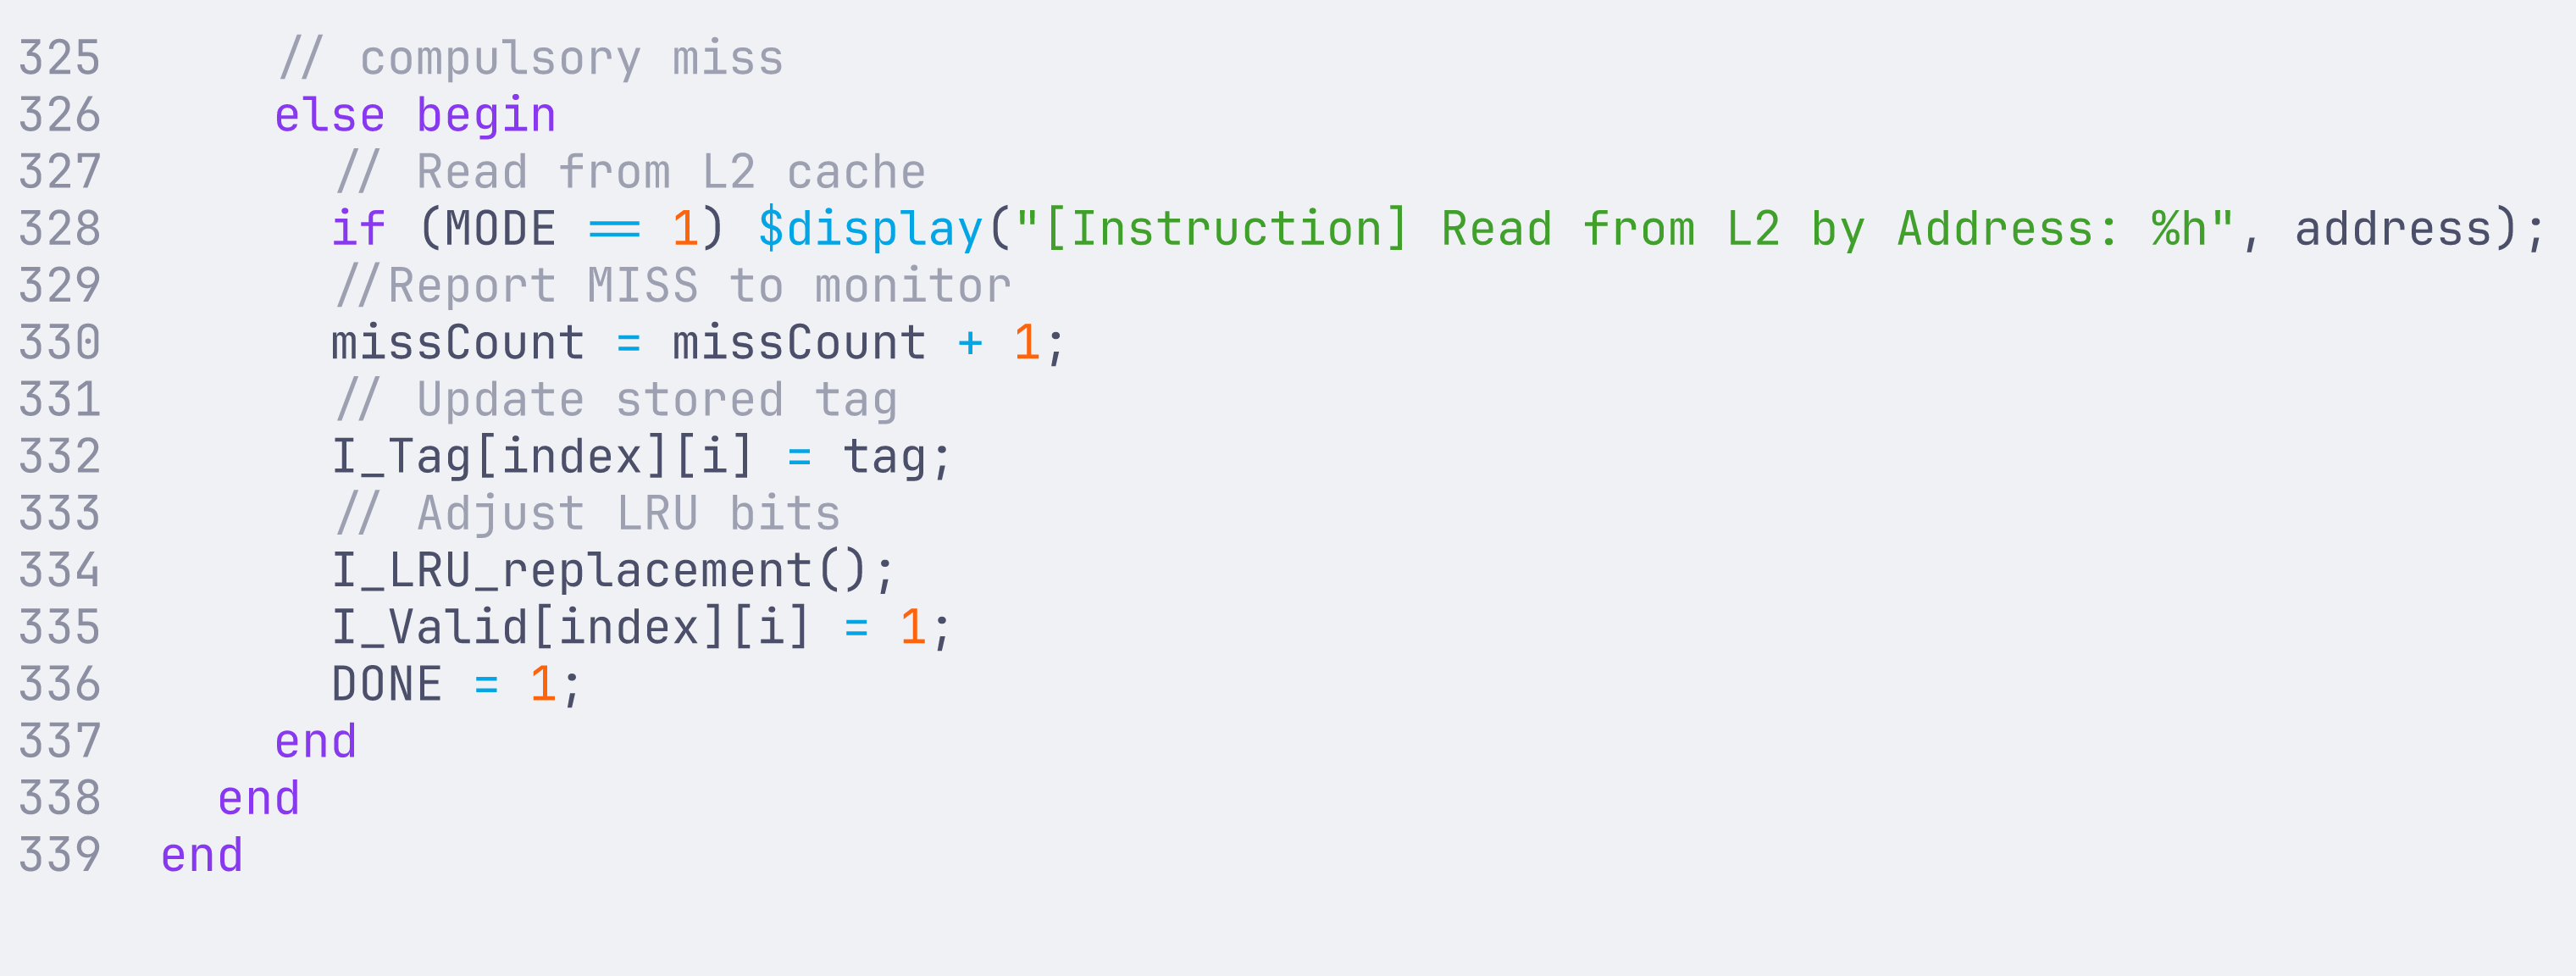 325      // compulsory miss
326      else begin
327        // Read from L2 cache
328        if (MODE == 1) $display("[Instruction] Read from L2 by Address: %h", address);
329        //Report MISS to monitor
330        missCount = missCount + 1;
331        // Update stored tag
332        I_Tag[index][i] = tag;
333        // Adjust LRU bits
334        I_LRU_replacement();
335        I_Valid[index][i] = 1;
336        DONE = 1;
337      end
338    end
339  end